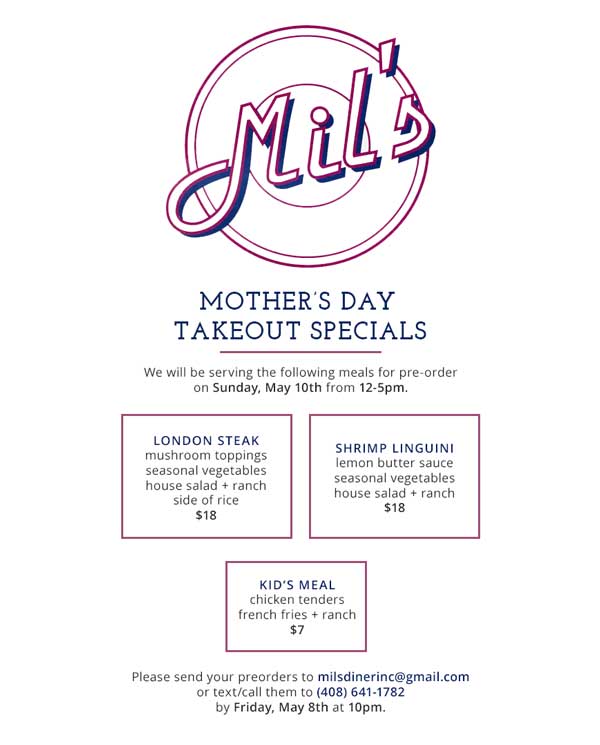 Mil's
MOTHER'S DAY
TAKEOUT SPECIALS
We will be serving the following meals for pre-order
on Sunday, May 10th from 12-5pm.
LONDON STEAK
mushroom toppings
seasonal vegetables
house salad + ranch
side of rice
$18
SHRIMP LINGUINI
lemon butter sauce
seasonal vegetables
house salad + ranch
$18
KID'S MEAL
chicken tenders
french fries + ranch
$7
Please send your preorders to milsdinerinc@gmail.com
or text/call them to (408) 641-1782
by Friday, May 8th at 10pm.